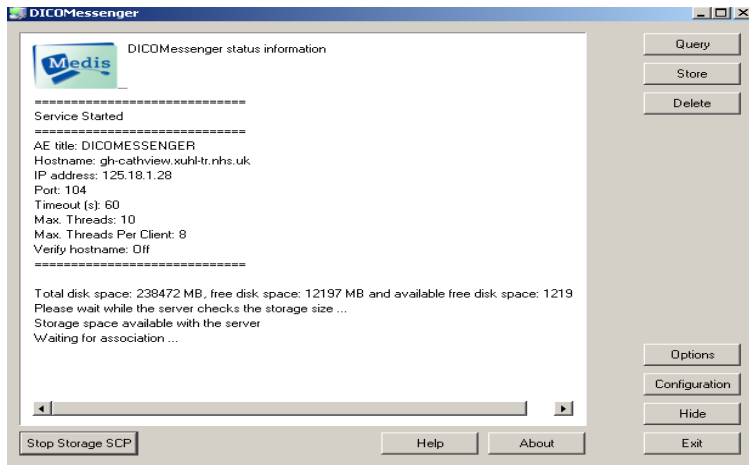 DICOMessenger
Medis
DICOMessenger status information
==============================
Service Started
==============================
AE title: DICOMESSENGER
Hostname: gh-cathview.xuhl-tr.nhs.uk
IP address: 125.18.1.28
Port: 104
Timeout (s): 60
Max. Threads: 10
Max. Threads Per Client: 8
Verify hostname: Off
==============================
Total disk space: 238472 MB, free disk space: 12197 MB and available free disk space: 1219
Please wait while the server checks the storage size ...
Storage space available with the server
Waiting for association ...
Query
Store
Delete
Options
Configuration
Hide
Exit
Stop Storage SCP
Help
About